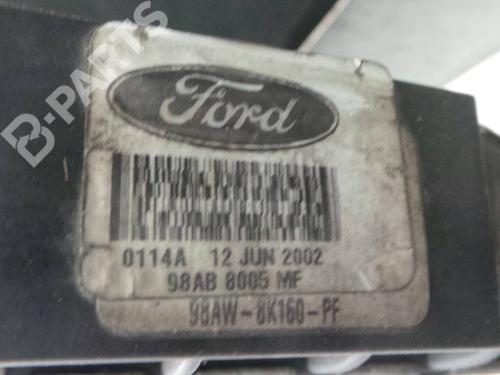 B-PARTS
Ford
0114A 12 JUN 2002
98AB 8005 MF
98AW-8K160-PF